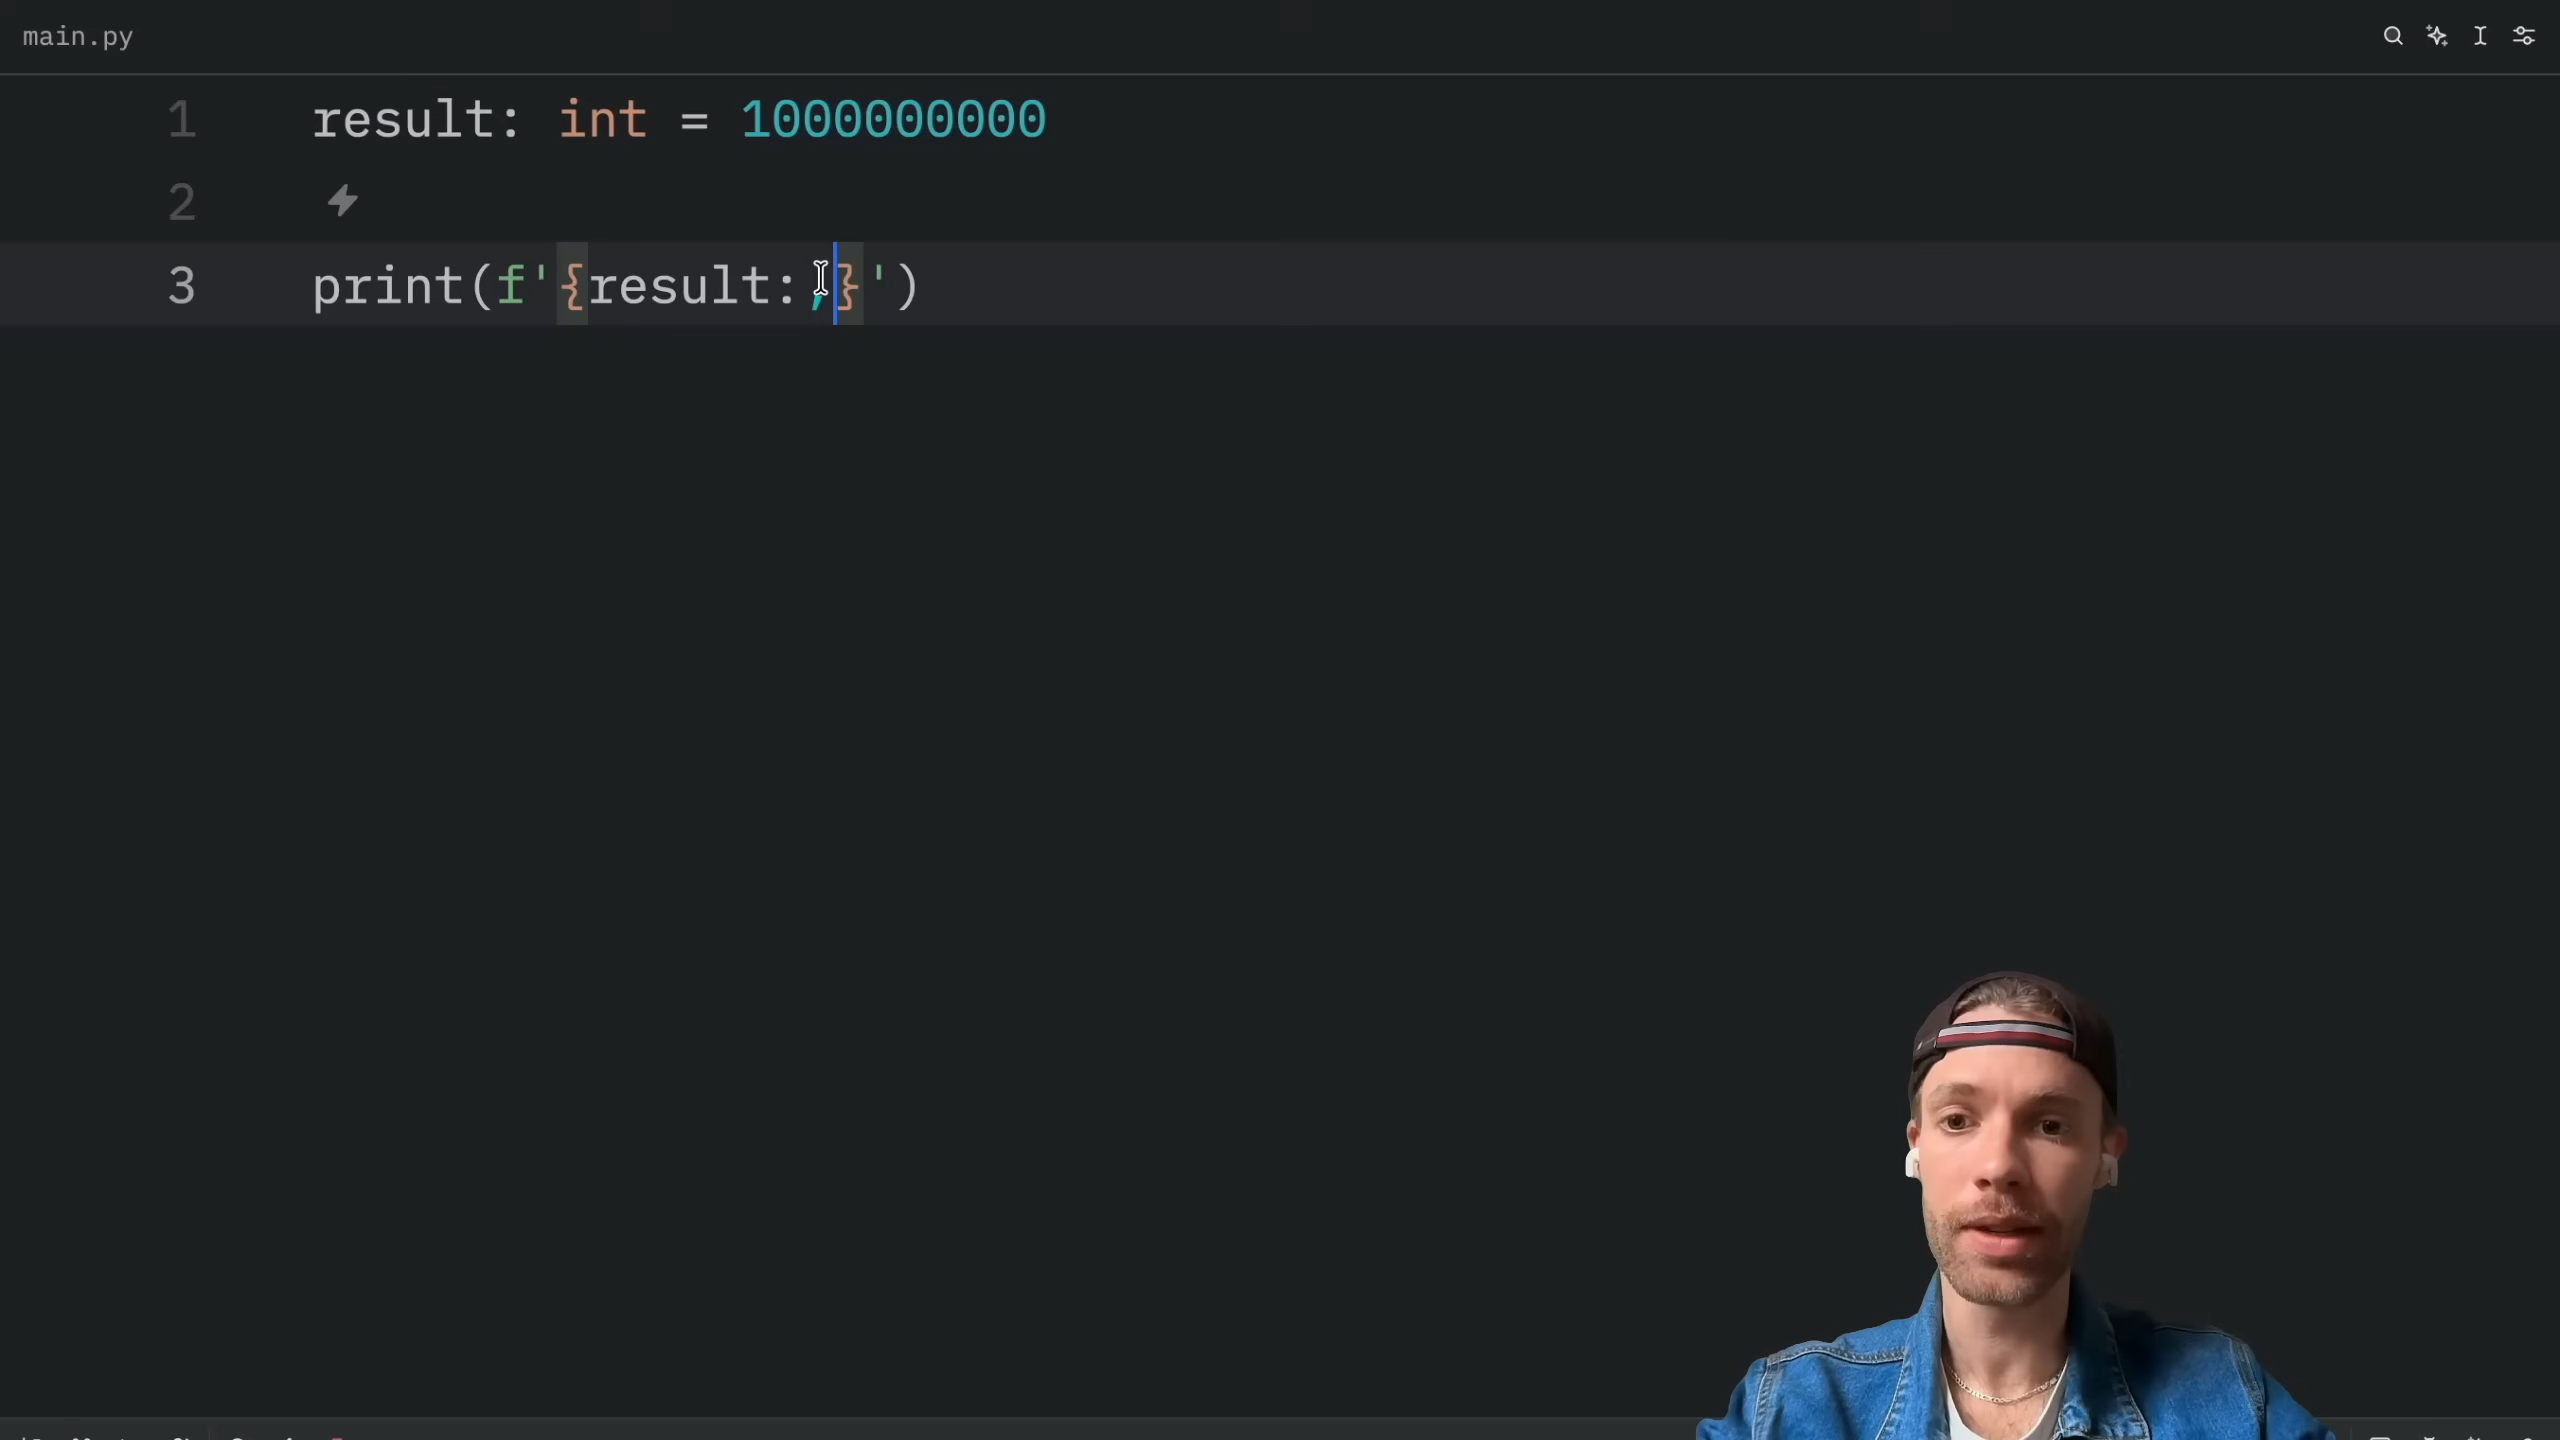 main.py
1 result: int = 1000000000
2
3 print(f'{result:,}')